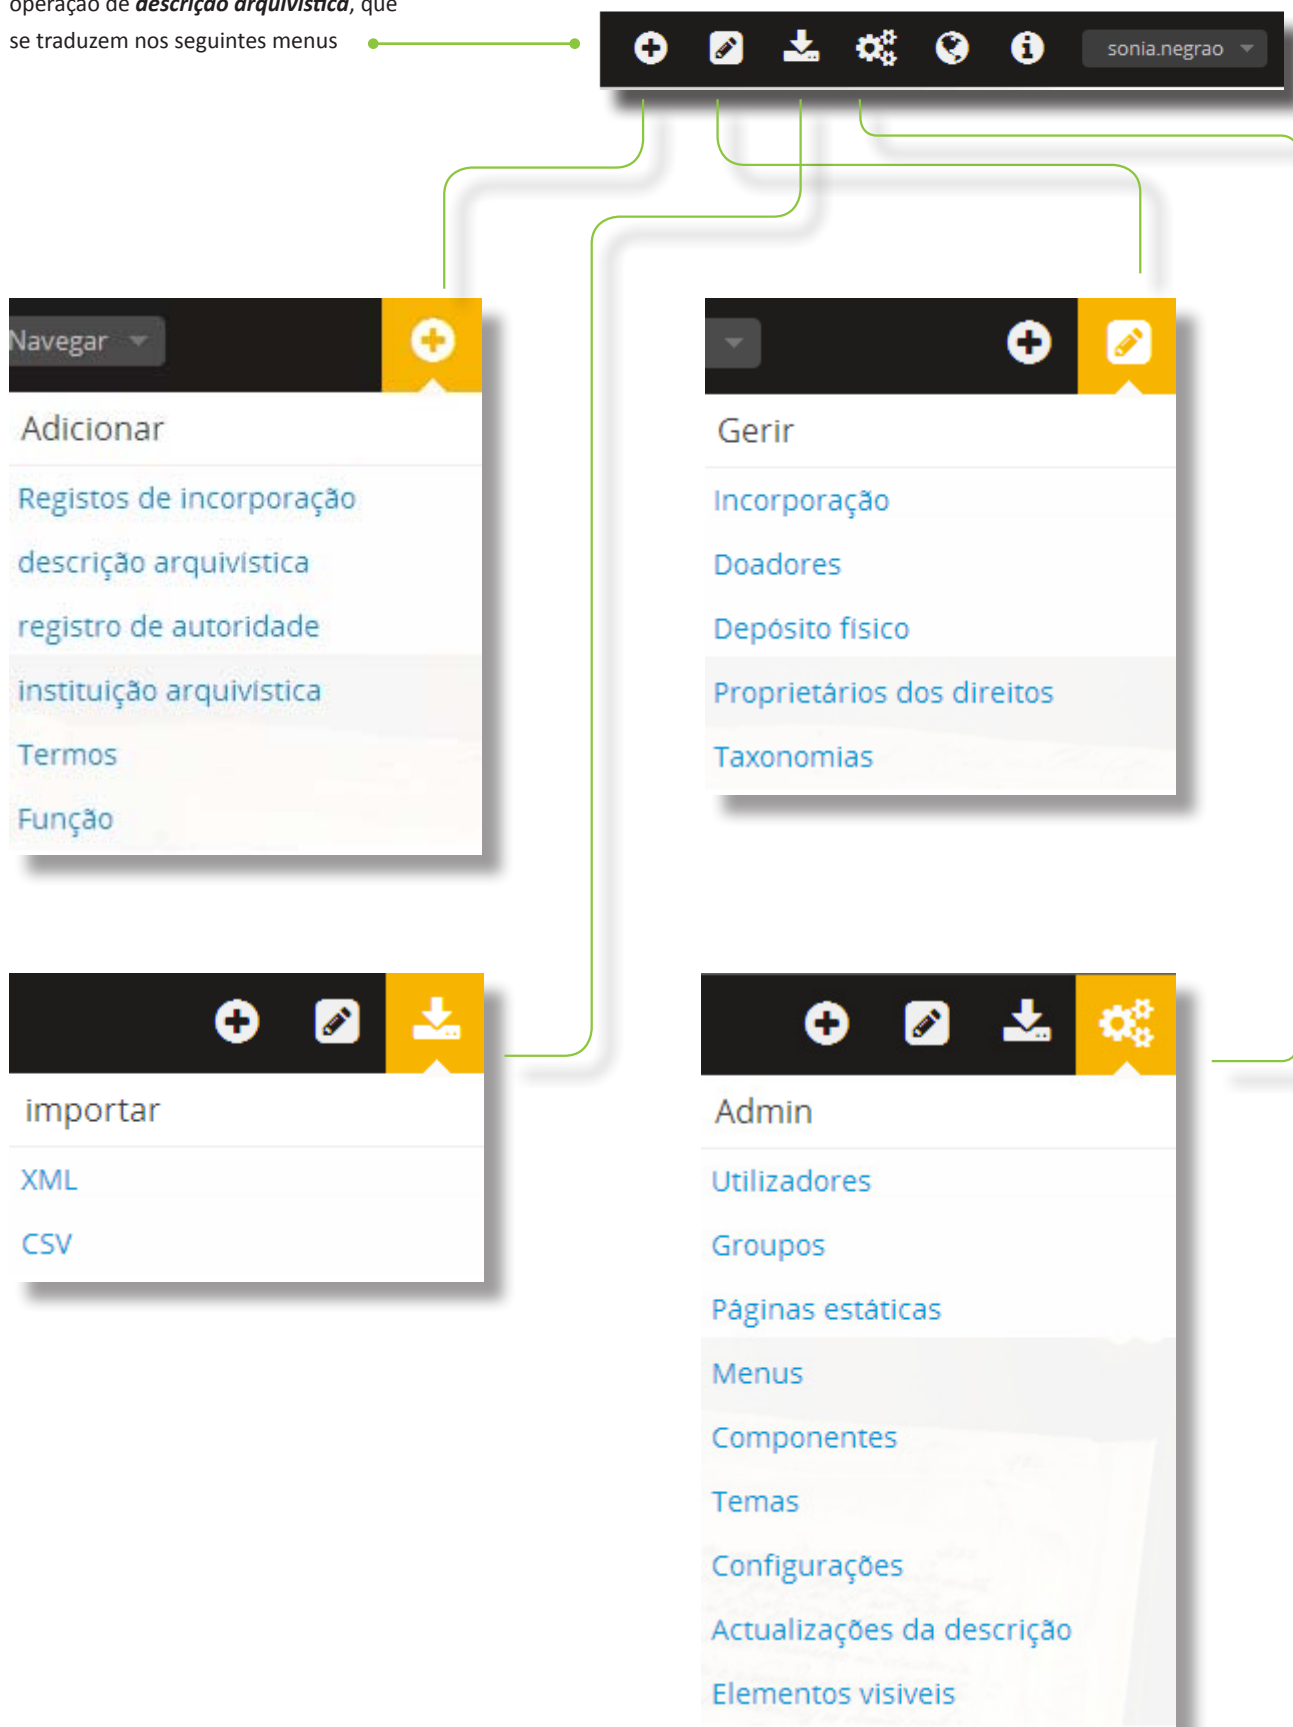 operação de descrição arquivística, que
se traduzem nos seguintes menus
sonia.negrao
Navegar
Adicionar
Registos de incorporação
descrição arquivística
registro de autoridade
instituição arquivística
Termos
Função
Gerir
Incorporação
Doadores
Depósito físico
Proprietários dos direitos
Taxonomias
importar
XML
CSV
Admin
Utilizadores
Groupos
Páginas estáticas
Menus
Componentes
Temas
Configurações
Actualizações da descrição
Elementos visiveis